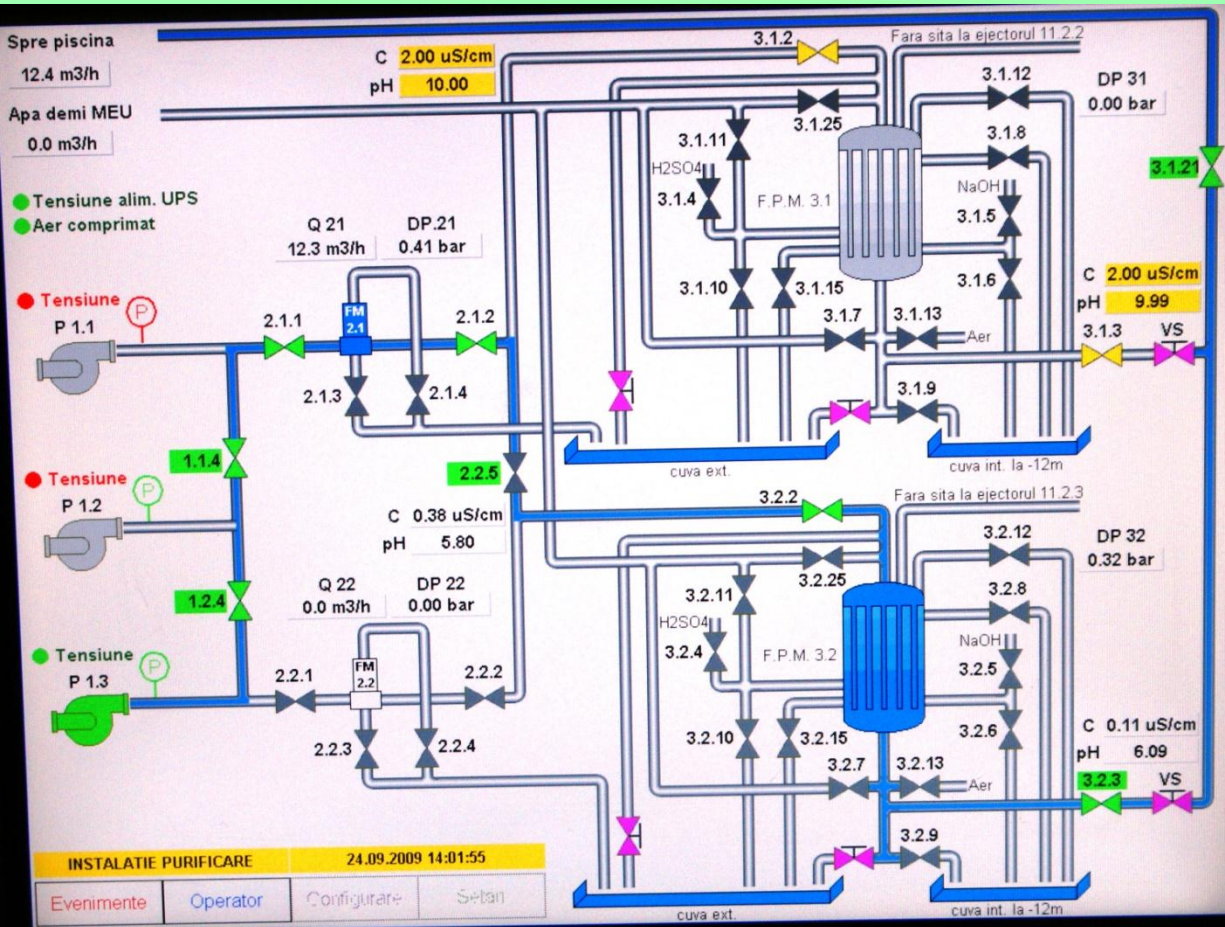 Spre piscina
12.4 m3/h
Apa demi MEU
0.0 m3/h
Tensiune alim. UPS
Aer comprimat
C 2.00 uS/cm
pH 10.00
3.1.2
Fara sita la ejectorul 11.2.2
3.1.12
DP 31
0.00 bar
3.1.25
3.1.11
3.1.8
3.1.21
H2SO4
3.1.4
F.P.M. 3.1
NaOH
3.1.5
3.1.10
3.1.15
3.1.6
C 2.00 uS/cm
pH 9.99
3.1.7
3.1.13
Aer
3.1.3
VS
3.1.9
cuva ext.
cuva int. la -12m
Q 21
12.3 m3/h
DP.21
0.41 bar
Tensiune
P
P 1.1
2.1.1
FM
2.1
2.1.2
2.1.3
2.1.4
1.1.4
2.2.5
Tensiune
P
P 1.2
C 0.38 uS/cm
pH 5.80
1.2.4
Q 22
0.0 m3/h
DP 22
0.00 bar
Tensiune
P
P 1.3
2.2.1
FM
2.2
2.2.2
2.2.3
2.2.4
3.2.2
Fara sita la ejectorul 11.2.3
3.2.12
DP 32
0.32 bar
3.2.25
3.2.11
3.2.8
H2SO4
3.2.4
F.P.M. 3.2
NaOH
3.2.5
3.2.10
3.2.15
3.2.6
C 0.11 uS/cm
pH 6.09
3.2.7
3.2.13
Aer
3.2.3
VS
3.2.9
cuva ext.
cuva int. la -12m
INSTALATIE PURIFICARE
24.09.2009 14:01:55
Evenimente
Operator
Configurare
Setari